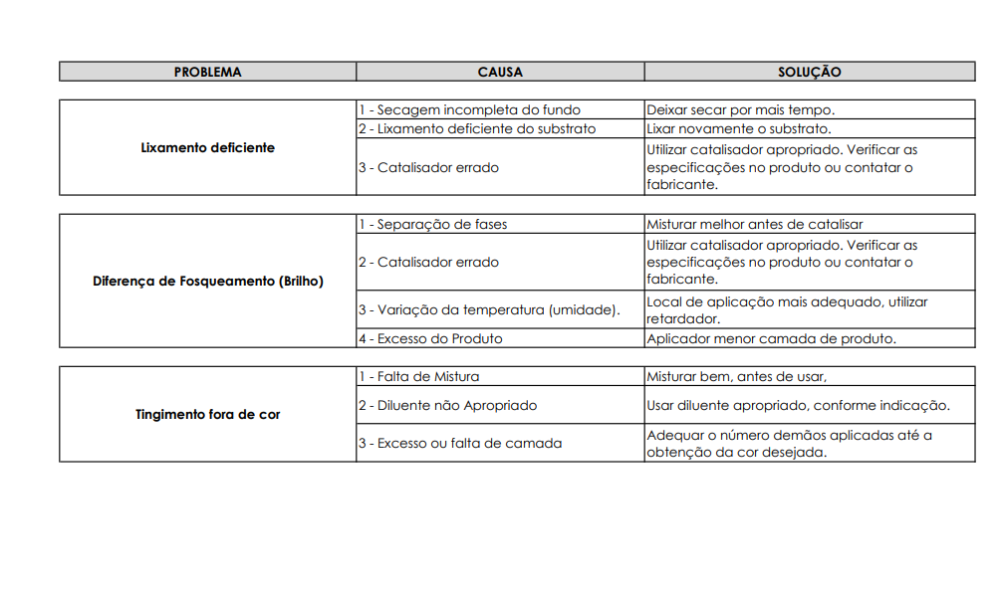 PROBLEMA CAUSA SOLUÇÃO
Lixamento deficiente
1 - Secagem incompleta do fundo
Deixar secar por mais tempo.
2 - Lixamento deficiente do substrato
Lixar novamente o substrato.
3 - Catalisador errado
Utilizar catalisador apropriado. Verificar as
especificações no produto ou contatar o
fabricante.
Diferença de Fosqueamento (Brilho)
1 - Separação de fases
Misturar melhor antes de catalisar
2 - Catalisador errado
Utilizar catalisador apropriado. Verificar as
especificações no produto ou contatar o
fabricante.
3 - Variação da temperatura (umidade).
Local de aplicação mais adequado, utilizar
retardador.
4 - Excesso do Produto
Aplicador menor camada de produto.
Tingimento fora de cor
1 - Falta de Mistura
Misturar bem, antes de usar,
2 - Diluente não Apropriado
Usar diluente apropriado, conforme indicação.
3 - Excesso ou falta de camada
Adequar o número demãos aplicadas até a
obtenção da cor desejada.